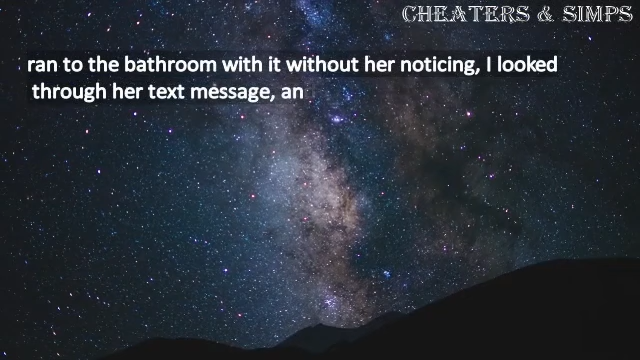 CHEATERS & SIMPS
ran to the bathroom with it without her noticing, I looked
through her text message, an